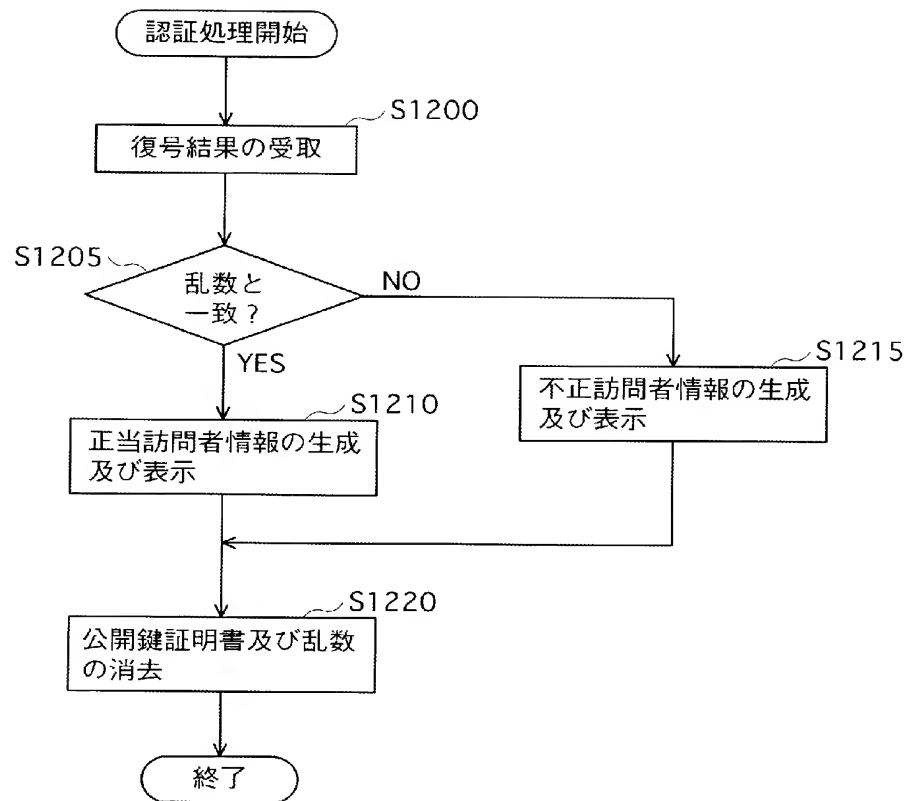 認証処理開始
S1200
復号結果の受取
S1205
乱数と
一致？
NO
YES
S1215
不正訪問者情報の生成
及び表示
S1210
正当訪問者情報の生成
及び表示
S1220
公開鍵証明書及び乱数
の消去
終了